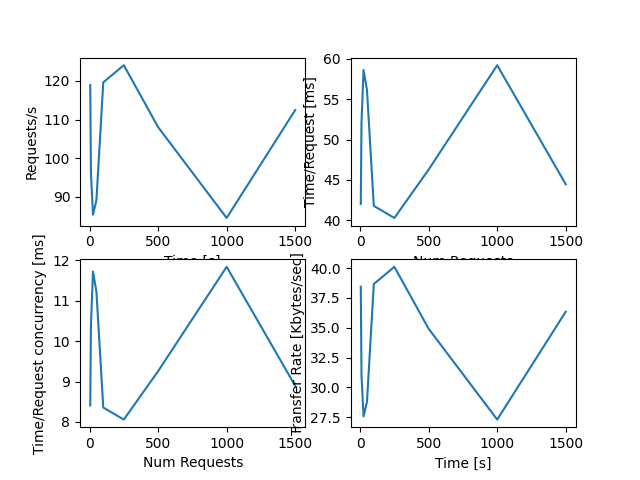 Requests/s
120
110
100
90
0 500 1000 1500
Time [s]
Time/Request [ms]
60
55
50
45
40
0 500 1000 1500
Num Requests
Time/Request concurrency [ms]
12
11
10
9
8
0 500 1000 1500
Num Requests
Transfer Rate [Kbytes/sec]
40.0
37.5
35.0
32.5
30.0
27.5
0 500 1000 1500
Time [s]